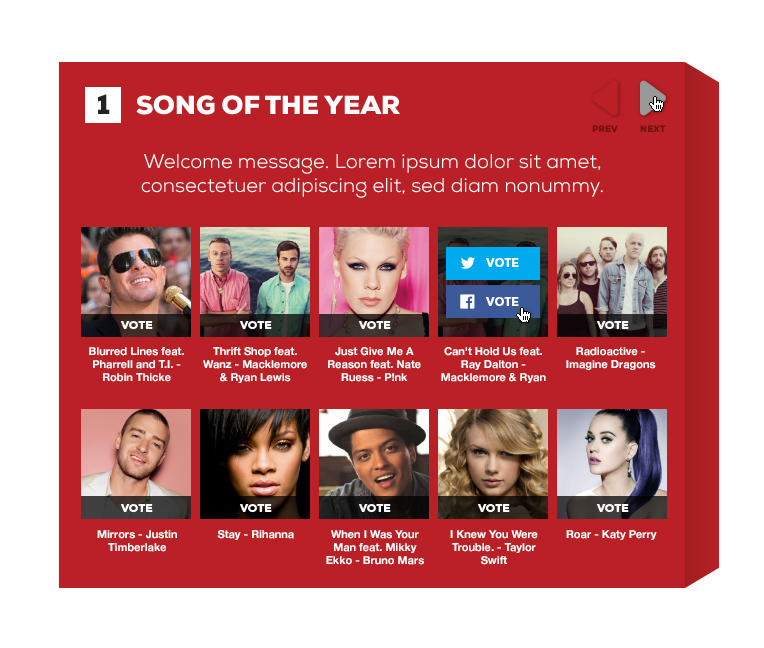 1 SONG OF THE YEAR
PREV NEXT
Welcome message. Lorem ipsum dolor sit amet,
consectetuer adipiscing elit, sed diam nonummy.
VOTE
VOTE
VOTE
VOTE
VOTE
VOTE
Blurred Lines feat.
Pharrell and T.I. -
Robin Thicke
Thrift Shop feat.
Wanz - Macklemore
& Ryan Lewis
Just Give Me A
Reason feat. Nate
Ruess - P!nk
Can't Hold Us feat.
Ray Dalton -
Macklemore & Ryan
Radioactive -
Imagine Dragons
VOTE
VOTE
VOTE
VOTE
VOTE
Mirrors - Justin
Timberlake
Stay - Rihanna
When I Was Your
Man feat. Mikky
Ekko - Bruno Mars
I Knew You Were
Trouble. - Taylor
Swift
Roar - Katy Perry